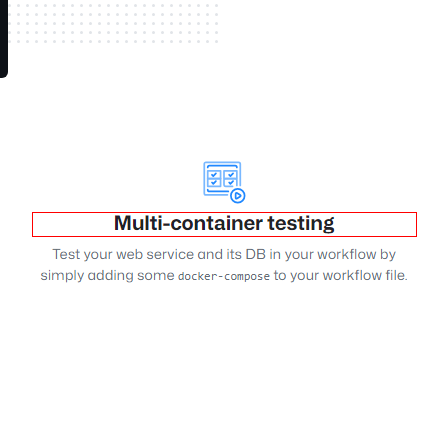 Multi-container testing
Test your web service and its DB in your workflow by
simply adding some docker-compose to your workflow file.